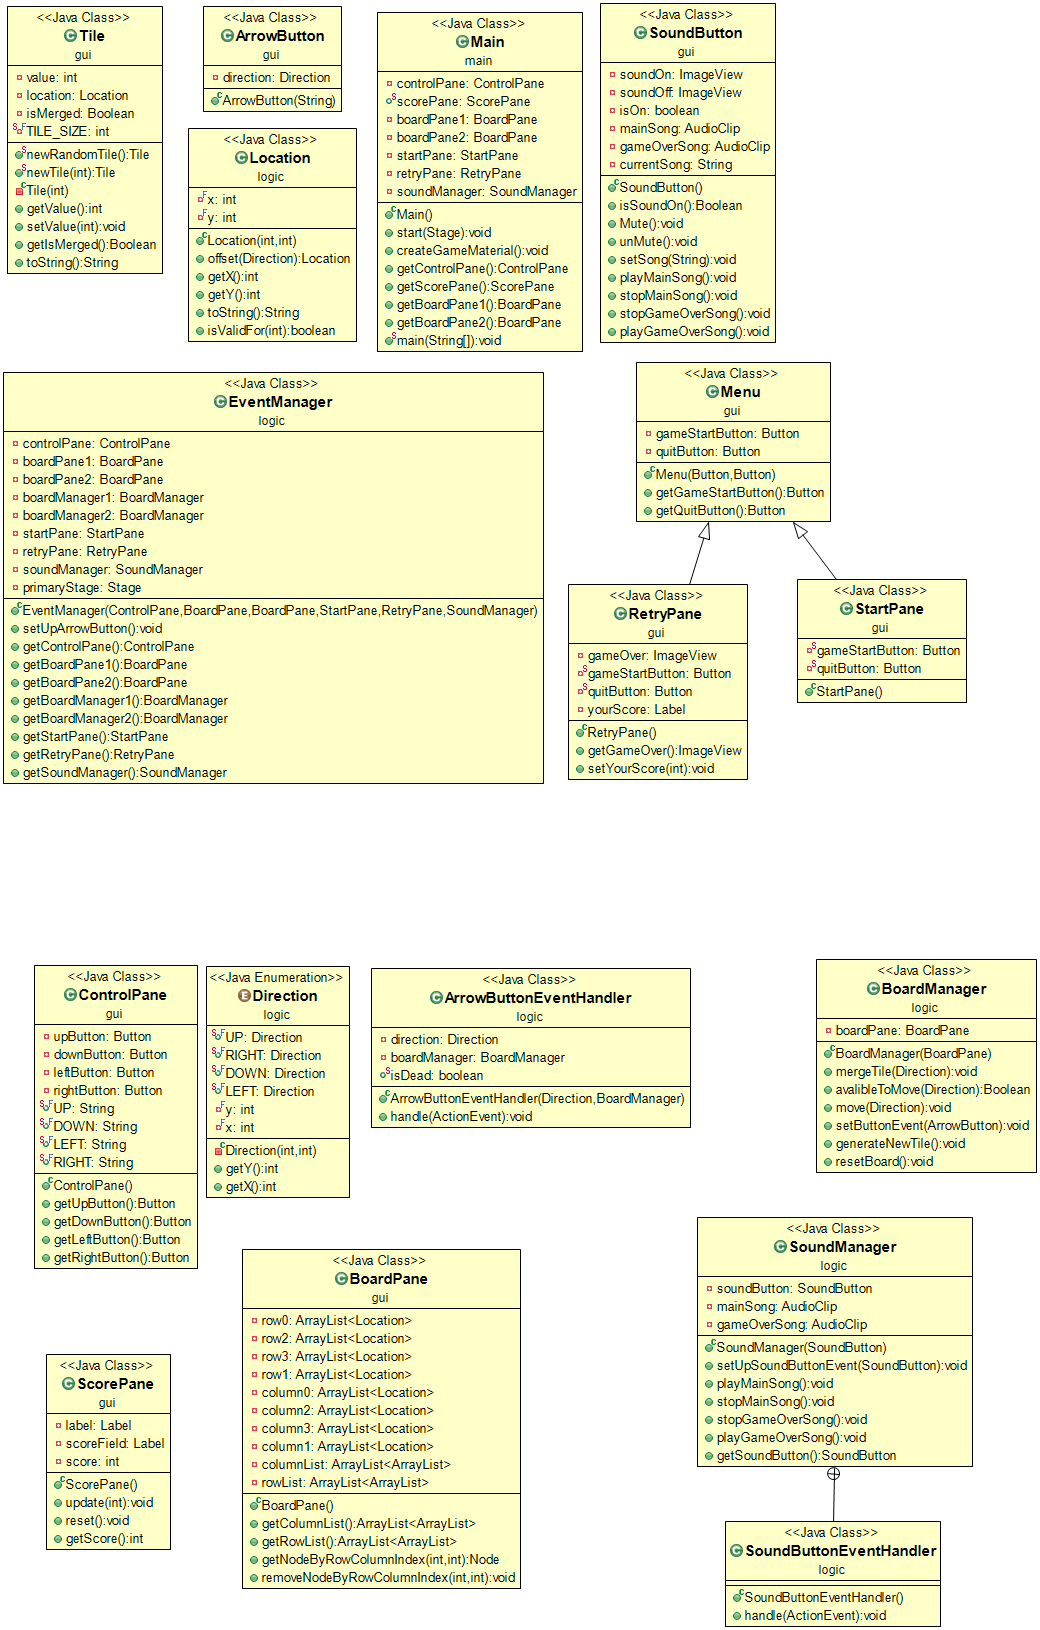 <<Java Class>>
Tile
gui
value: int
location: Location
isMerged: Boolean
TILE_SIZE: int
newRandomTile():Tile
newTile(int):Tile
Tile(int)
getValue():int
setValue(int):void
getIsMerged():Boolean
toString():String
<<Java Class>>
ArrowButton
gui
direction: Direction
ArrowButton(String)
<<Java Class>>
Location
logic
x: int
y: int
Location(int,int)
offset(Direction):Location
getX():int
getY():int
toString():String
isValidFor(int):boolean
<<Java Class>>
Main
main
controlPane: ControlPane
scorePane: ScorePane
boardPane1: BoardPane
boardPane2: BoardPane
startPane: StartPane
retryPane: RetryPane
soundManager: SoundManager
Main()
start(Stage):void
createGameMaterial():void
getControlPane():ControlPane
getScorePane():ScorePane
getBoardPane1():BoardPane
getBoardPane2():BoardPane
main(String[]):void
<<Java Class>>
SoundButton
gui
soundOn: ImageView
soundOff: ImageView
isOn: boolean
mainSong: AudioClip
gameOverSong: AudioClip
currentSong: String
SoundButton()
isSoundOn():Boolean
Mute():void
unMute():void
setSong(String):void
playMainSong():void
stopMainSong():void
stopGameOverSong():void
playGameOverSong():void
<<Java Class>>
EventManager
logic
controlPane: ControlPane
boardPane1: BoardPane
boardPane2: BoardPane
boardManager1: BoardManager
boardManager2: BoardManager
startPane: StartPane
retryPane: RetryPane
soundManager: SoundManager
primaryStage: Stage
EventManager(ControlPane,BoardPane,BoardPane,StartPane,RetryPane,SoundManager)
setUpArrowButton():void
getControlPane():ControlPane
getBoardPane1():BoardPane
getBoardPane2():BoardPane
getBoardManager1():BoardManager
getBoardManager2():BoardManager
getStartPane():StartPane
getRetryPane():RetryPane
getSoundManager():SoundManager
<<Java Class>>
Menu
gui
gameStartButton: Button
quitButton: Button
Menu(Button,Button)
getGameStartButton():Button
getQuitButton():Button
<<Java Class>>
RetryPane
gui
gameOver: ImageView
gameStartButton: Button
quitButton: Button
yourScore: Label
RetryPane()
getGameOver():ImageView
setYourScore(int):void
<<Java Class>>
StartPane
gui
gameStartButton: Button
quitButton: Button
StartPane()
<<Java Class>>
ControlPane
gui
upButton: Button
downButton: Button
leftButton: Button
rightButton: Button
UP: String
DOWN: String
LEFT: String
RIGHT: String
ControlPane()
getUpButton():Button
getDownButton():Button
getLeftButton():Button
getRightButton():Button
<<Java Enumeration>>
Direction
logic
UP: Direction
RIGHT: Direction
DOWN: Direction
LEFT: Direction
y: int
x: int
Direction(int,int)
getY():int
getX():int
<<Java Class>>
ArrowButtonEventHandler
logic
direction: Direction
boardManager: BoardManager
isDead: boolean
ArrowButtonEventHandler(Direction,BoardManager)
handle(ActionEvent):void
<<Java Class>>
BoardManager
logic
boardPane: BoardPane
BoardManager(BoardPane)
mergeTile(Direction):void
avalibleToMove(Direction):Boolean
move(Direction):void
setButtonEvent(ArrowButton):void
generateNewTile():void
resetBoard():void
<<Java Class>>
ScorePane
gui
label: Label
scoreField: Label
score: int
ScorePane()
update(int):void
reset():void
getScore():int
<<Java Class>>
BoardPane
gui
row0: ArrayList<Location>
row2: ArrayList<Location>
row3: ArrayList<Location>
row1: ArrayList<Location>
column0: ArrayList<Location>
column2: ArrayList<Location>
column3: ArrayList<Location>
column1: ArrayList<Location>
columnList: ArrayList<ArrayList>
rowList: ArrayList<ArrayList>
BoardPane()
getColumnList():ArrayList<ArrayList>
getRowList():ArrayList<ArrayList>
getNodeByRowColumnIndex(int,int):Node
removeNodeByRowColumnIndex(int,int):void
<<Java Class>>
SoundManager
logic
soundButton: SoundButton
mainSong: AudioClip
gameOverSong: AudioClip
SoundManager(SoundButton)
setUpSoundButtonEvent(SoundButton):void
playMainSong():void
stopMainSong():void
stopGameOverSong():void
playGameOverSong():void
getSoundButton():SoundButton
<<Java Class>>
SoundButtonEventHandler
logic
SoundButtonEventHandler()
handle(ActionEvent):void